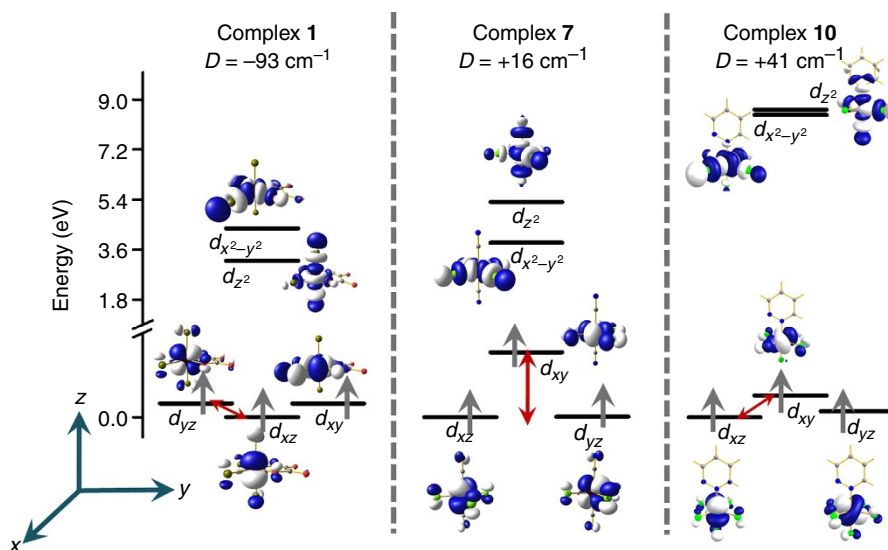 Complex 1
D = –93 cm⁻¹
Complex 7
D = +16 cm⁻¹
Complex 10
D = +41 cm⁻¹
Energy (eV)
9.0
7.2
5.4
3.6
1.8
0.0
dx²–y²
dz²
dyz
dxz
dxy
dz²
dx²–y²
dxy
dxz
dyz
dz²
dx²–y²
dxz
dxy
dyz
z
y
x